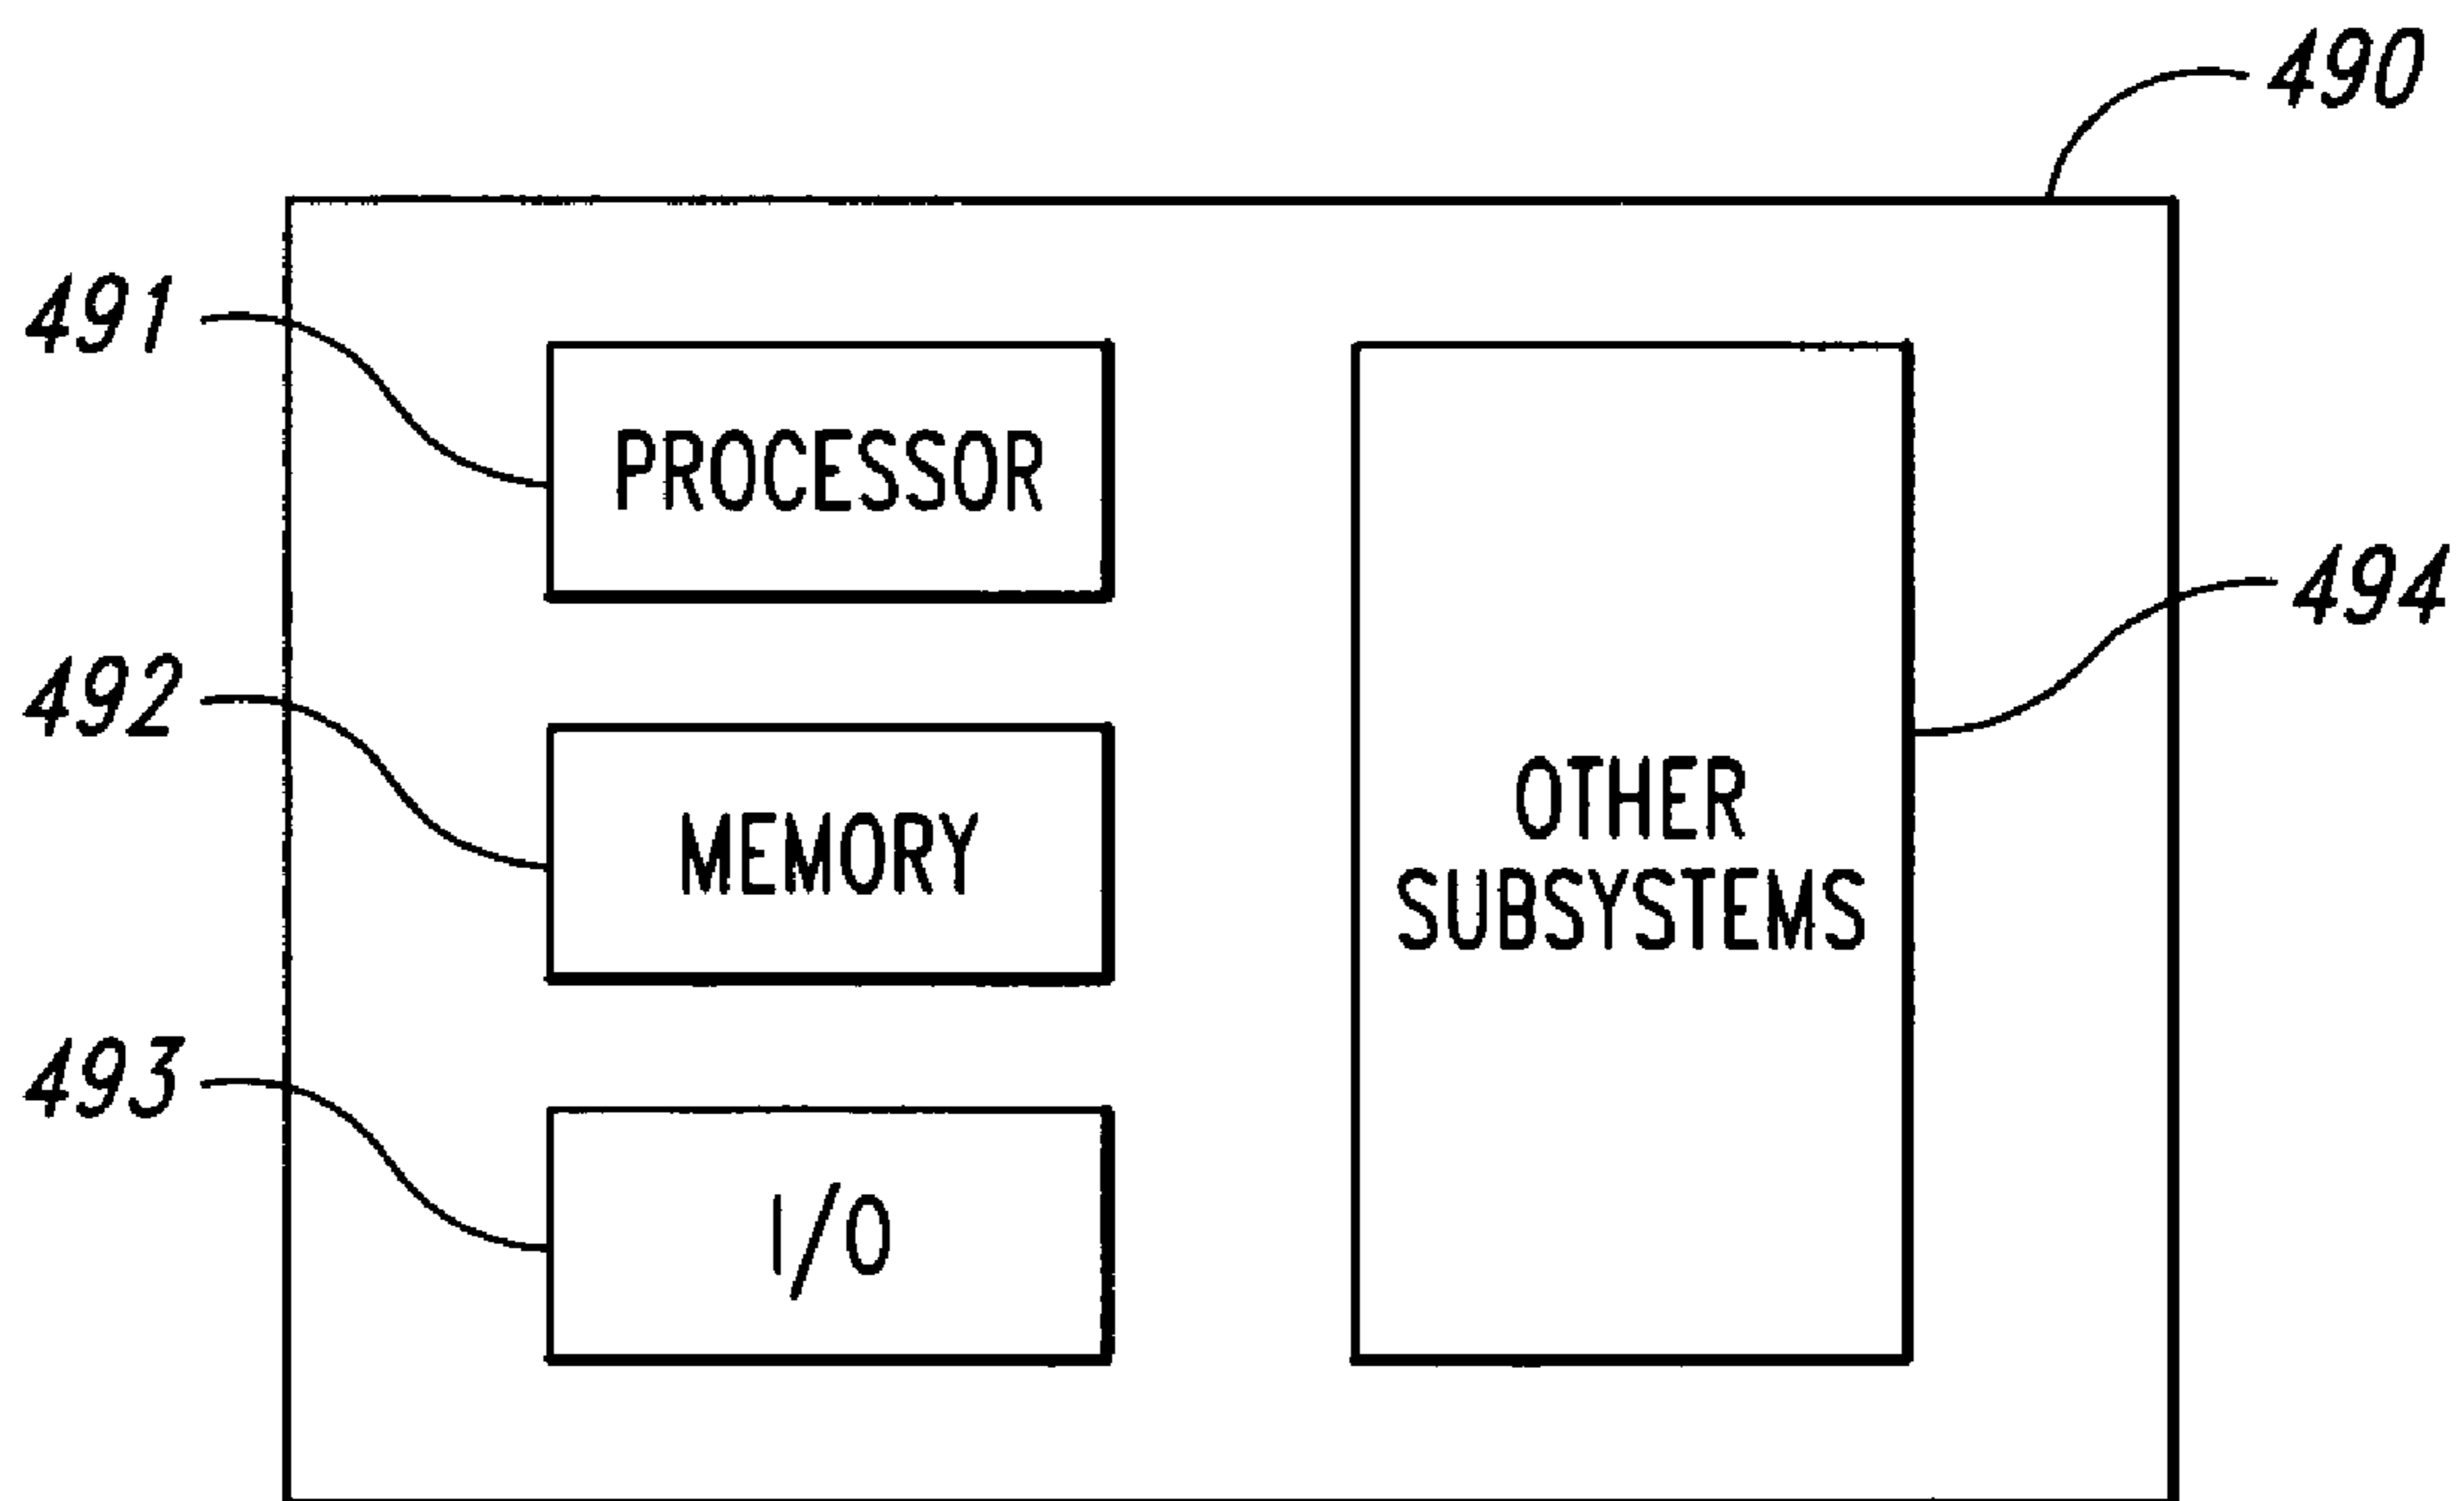 490
491
PROCESSOR
494
492
MEMORY
OTHER
SUBSYSTEMS
493
I/O